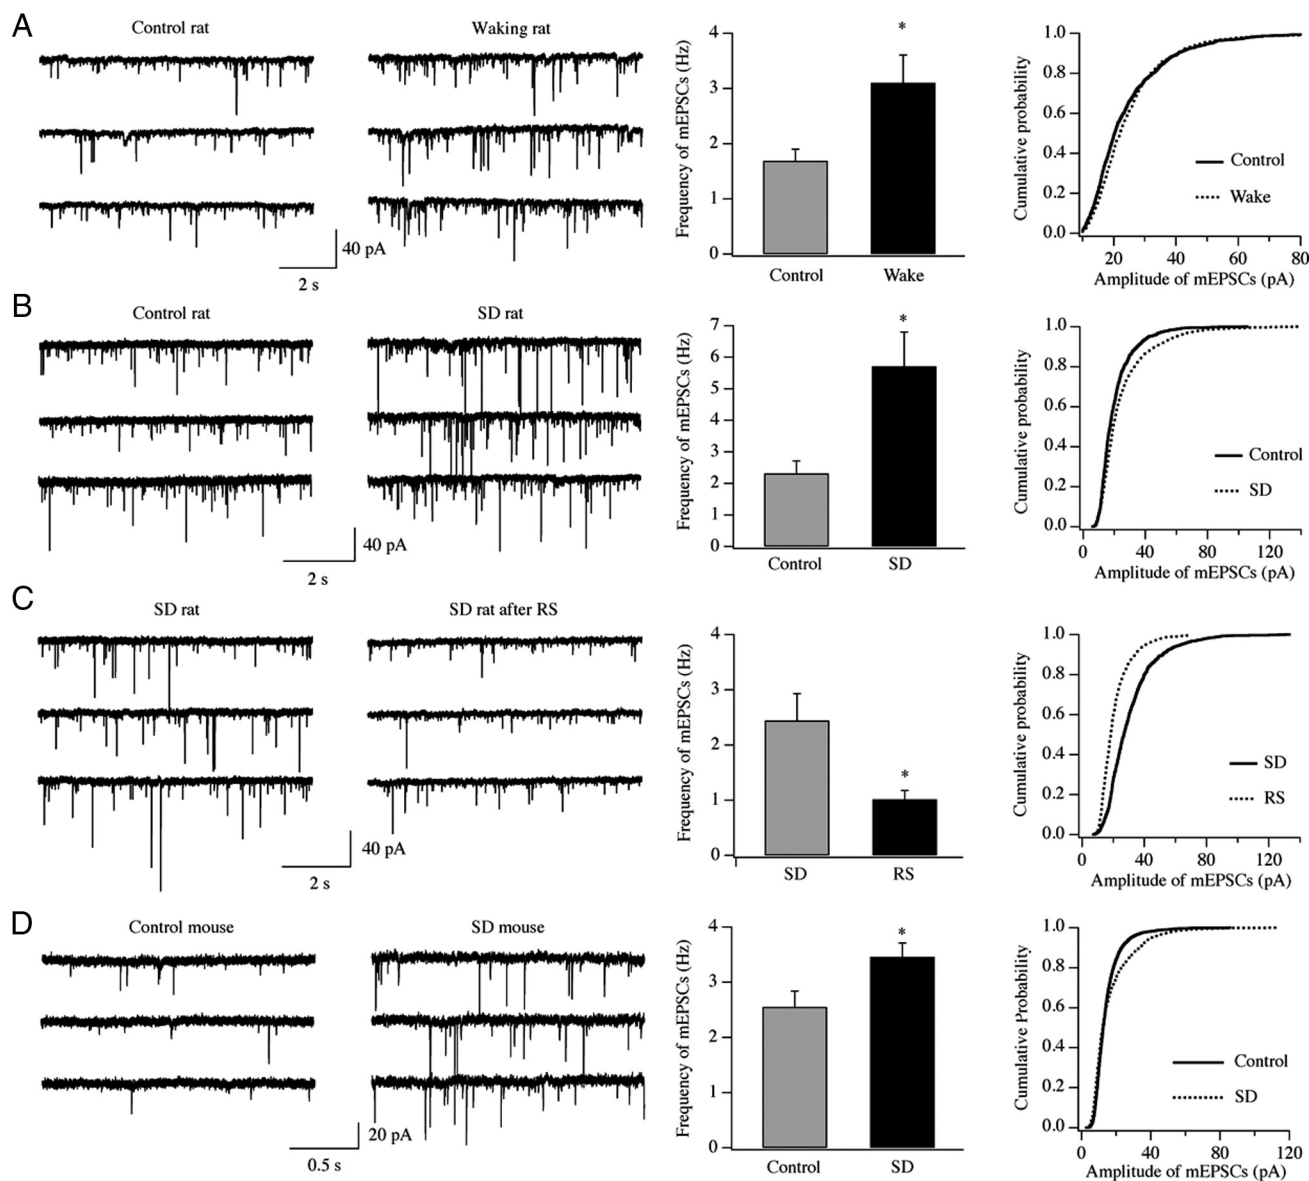 A
Control rat
Waking rat
40 pA
2 s
Frequency of mEPSCs (Hz)
4
3
2
1
0
*
Control
Wake
Cumulative probability
1.0
0.8
0.6
0.4
0.2
0.0
Control
Wake
20
40
60
80
Amplitude of mEPSCs (pA)
B
Control rat
SD rat
40 pA
2 s
Frequency of mEPSCs (Hz)
7
6
5
4
3
2
1
0
*
Control
SD
Cumulative probability
1.0
0.8
0.6
0.4
0.2
0.0
Control
SD
0
40
80
120
Amplitude of mEPSCs (pA)
C
SD rat
SD rat after RS
40 pA
2 s
Frequency of mEPSCs (Hz)
4
3
2
1
0
*
SD
RS
Cumulative probability
1.0
0.8
0.6
0.4
0.2
0.0
SD
RS
0
40
80
120
Amplitude of mEPSCs (pA)
D
Control mouse
SD mouse
20 pA
0.5 s
Frequency of mEPSCs (Hz)
4
3
2
1
0
*
Control
SD
Cumulative Probability
1.0
0.8
0.6
0.4
0.2
0.0
Control
SD
0
40
80
120
Amplitude of mEPSCs (pA)